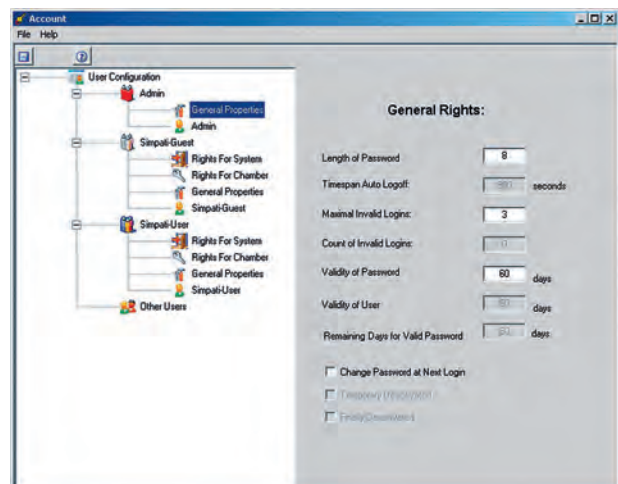 Account
File Help
User Configuration
Admin
General Properties
Admin
Simpati-Guest
Rights For System
Rights For Chamber
General Properties
Simpati-Guest
Simpati-User
Rights For System
Rights For Chamber
General Properties
Simpati-User
Other Users
General Rights:
Length of Password 8
Timespan Auto Logoff: seconds
Maximal Invalid Logins: 3
Count of Invalid Logins: 0
Validity of Password 60 days
Validity of User days
Remaining Days for Valid Password 60 days
Change Password at Next Login